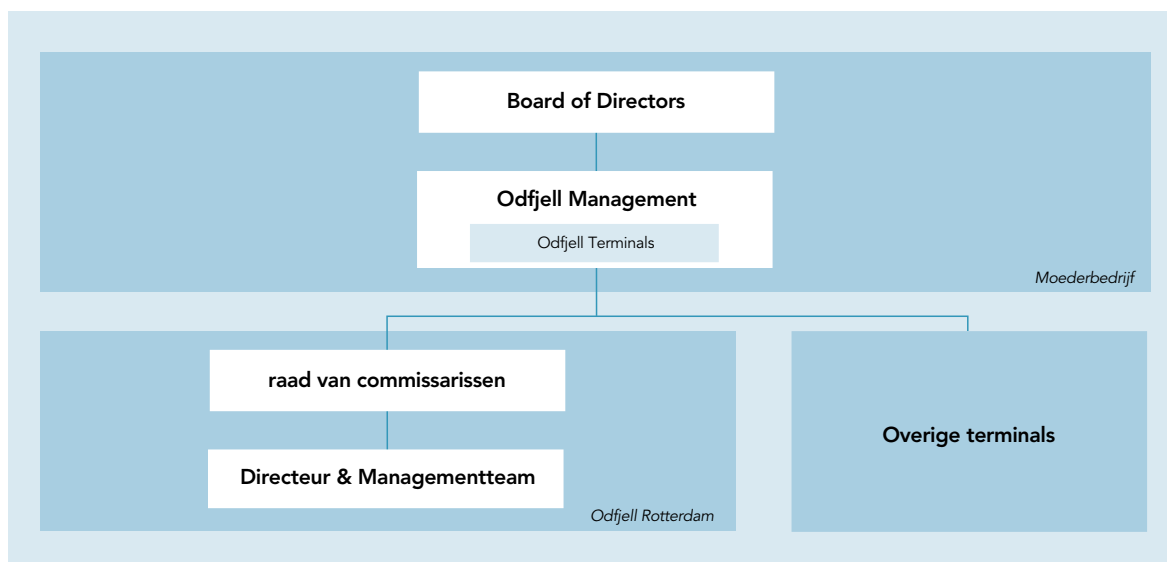 Board of Directors
Odfjell Management
Odfjell Terminals
Moederbedrijf
raad van commissarissen
Directeur & Managementteam
Odfjell Rotterdam
Overige terminals